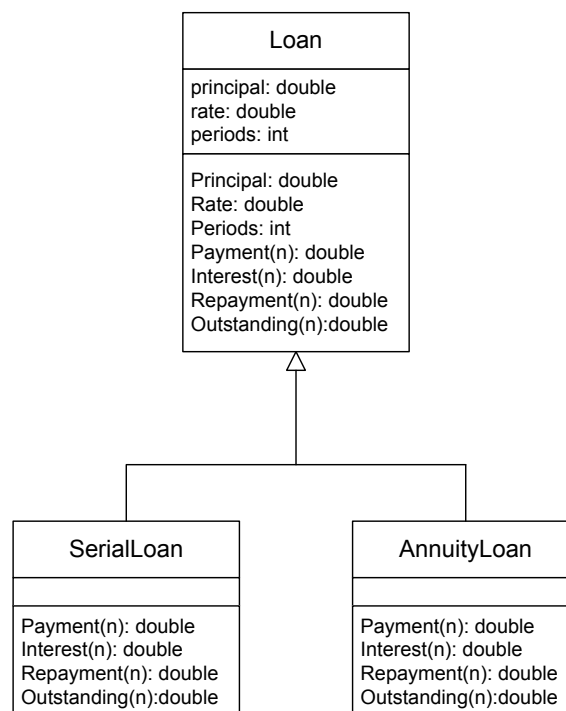 Loan
principal: double
rate: double
periods: int
Principal: double
Rate: double
Periods: int
Payment(n): double
Interest(n): double
Repayment(n): double
Outstanding(n):double
SerialLoan
Payment(n): double
Interest(n): double
Repayment(n): double
Outstanding(n):double
AnnuityLoan
Payment(n): double
Interest(n): double
Repayment(n): double
Outstanding(n):double